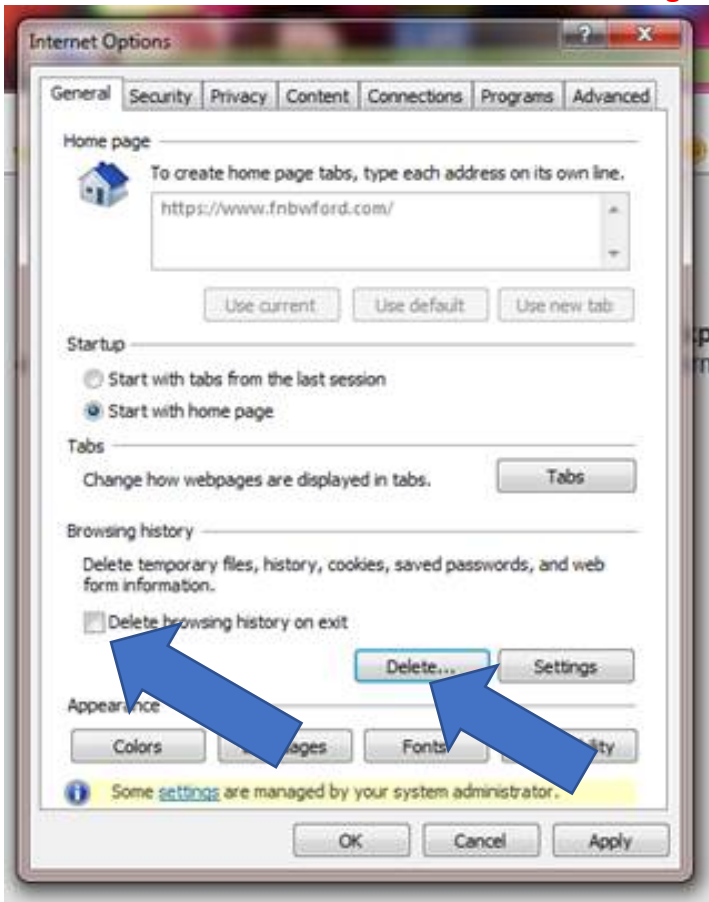 Internet Options
General Security Privacy Content Connections Programs Advanced
Home page
To create home page tabs, type each address on its own line.
https://www.fnbwford.com/
Use current Use default Use new tab
Startup
Start with tabs from the last session
Start with home page
Tabs
Change how webpages are displayed in tabs. Tabs
Browsing history
Delete temporary files, history, cookies, saved passwords, and web
form information.
Delete browsing history on exit
Delete... Settings
Appearance
Colors Fonts
Some settings are managed by your system administrator.
OK Cancel Apply